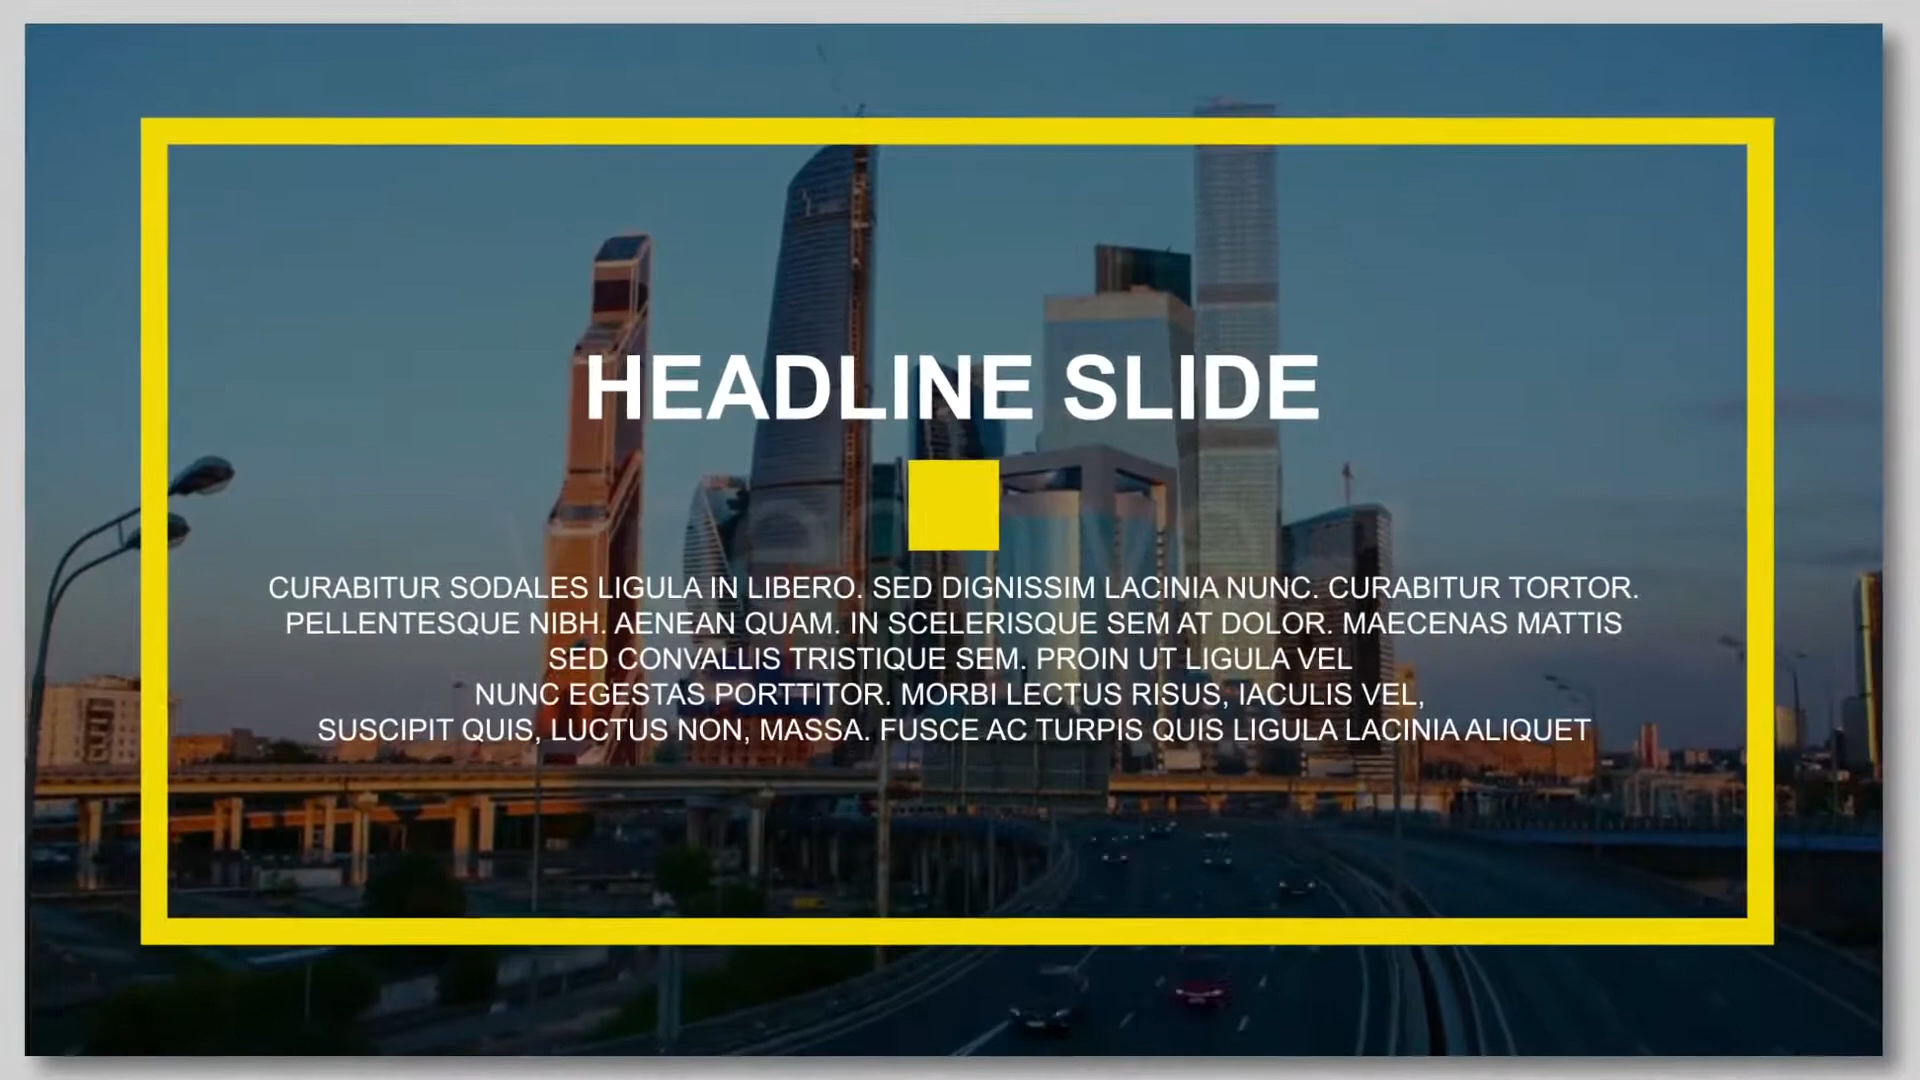 HEADLINE SLIDE
CURABITUR SODALES LIGULA IN LIBERO. SED DIGNISSIM LACINIA NUNC. CURABITUR TORTOR.
PELLENTESQUE NIBH. AENEAN QUAM. IN SCELERISQUE SEM AT DOLOR. MAECENAS MATTIS
SED CONVALLIS TRISTIQUE SEM. PROIN UT LIGULA VEL
NUNC EGESTAS PORTTITOR. MORBI LECTUS RISUS, IACULIS VEL,
SUSCIPIT QUIS, LUCTUS NON, MASSA. FUSCE AC TURPIS QUIS LIGULA LACINIA ALIQUET